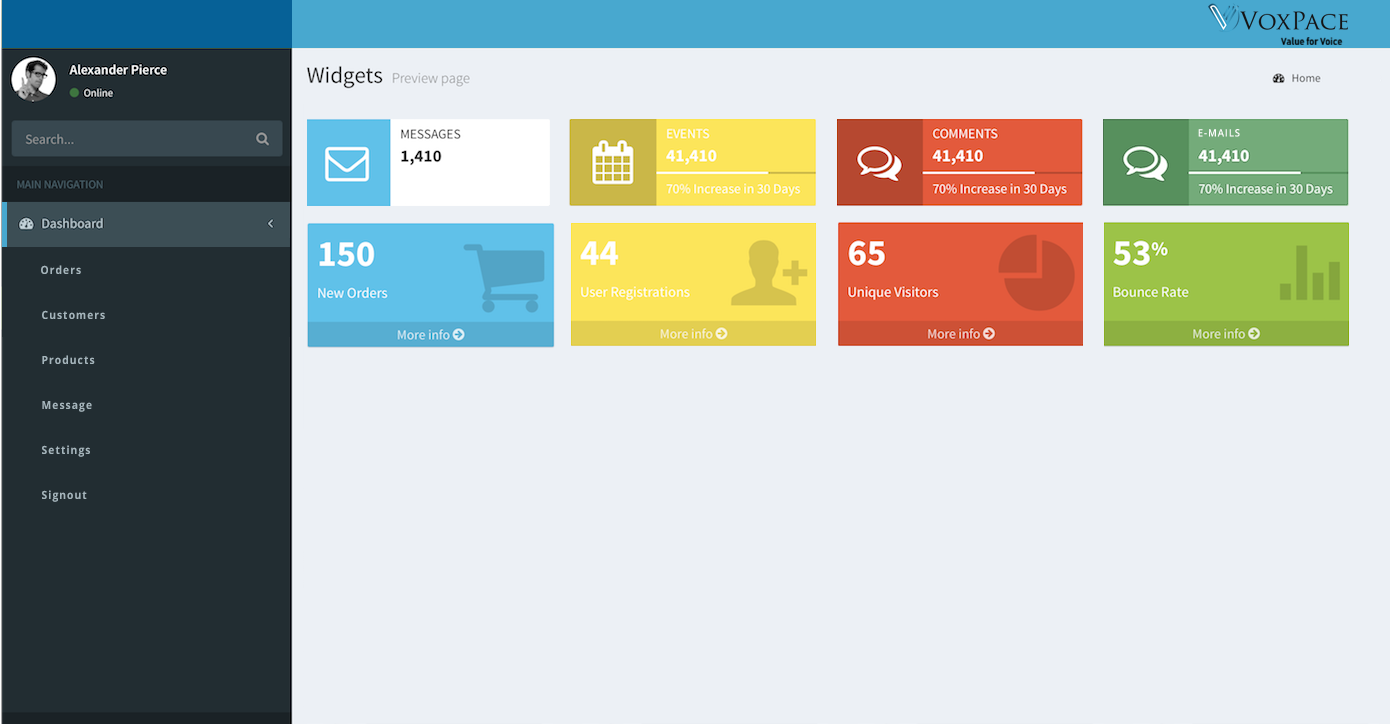 VOXPACE
Value for Voice
Alexander Pierce
Online
Search...
MAIN NAVIGATION
Dashboard
Orders
Customers
Products
Message
Settings
Signout
Widgets Preview page
Home
MESSAGES
1,410
EVENTS
41,410
70% Increase in 30 Days
COMMENTS
41,410
70% Increase in 30 Days
E-MAILS
41,410
70% Increase in 30 Days
150
New Orders
More info
44
User Registrations
More info
65
Unique Visitors
More info
53%
Bounce Rate
More info